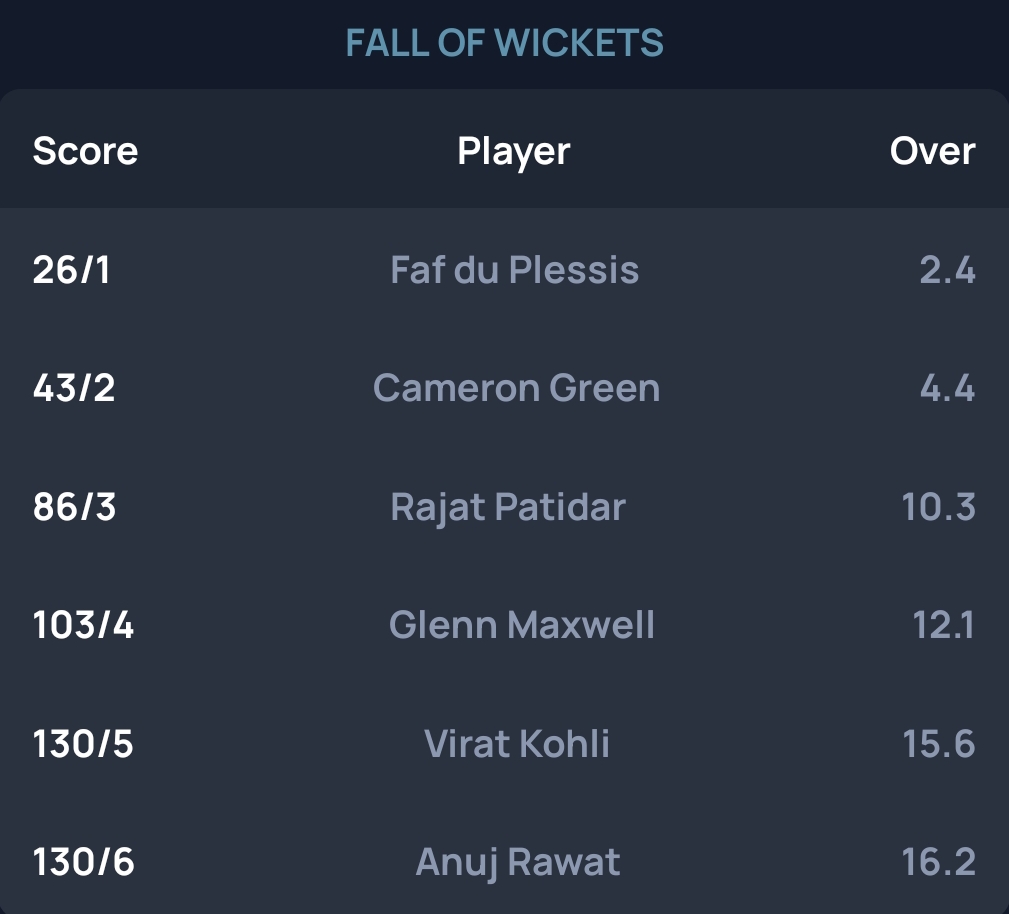 FALL OF WICKETS
Score Player Over
26/1 Faf du Plessis 2.4
43/2 Cameron Green 4.4
86/3 Rajat Patidar 10.3
103/4 Glenn Maxwell 12.1
130/5 Virat Kohli 15.6
130/6 Anuj Rawat 16.2